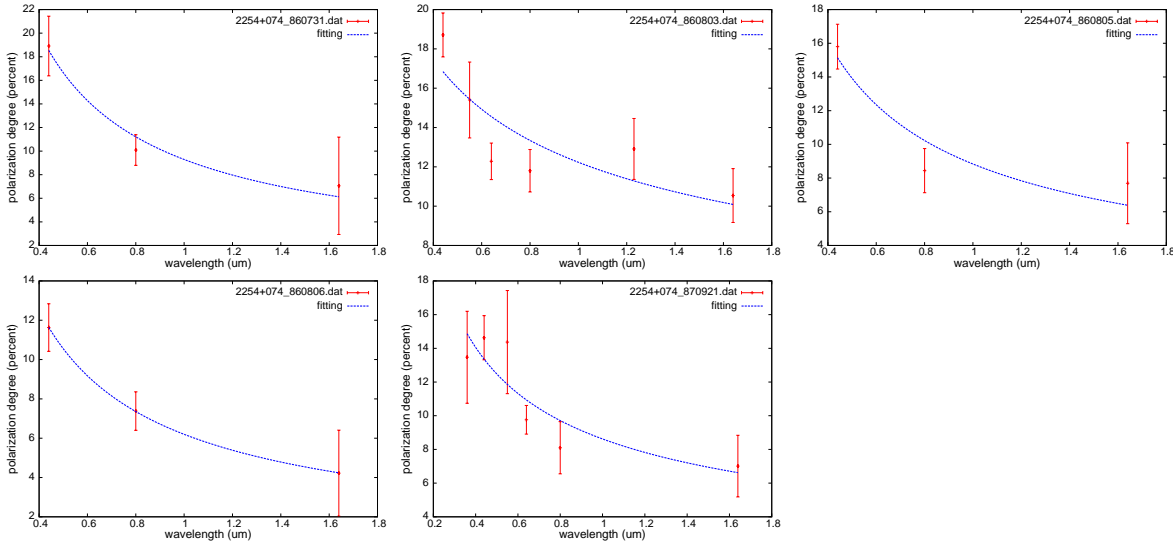 22
20
18
16
14
12
10
8
6
4
2
0.4 0.6 0.8 1 1.2 1.4 1.6 1.8
polarization degree (percent)
wavelength (um)
2254+074_860731.dat
fitting
20
18
16
14
12
10
8
0.4 0.6 0.8 1 1.2 1.4 1.6 1.8
polarization degree (percent)
wavelength (um)
2254+074_860803.dat
fitting
18
16
14
12
10
8
6
4
0.4 0.6 0.8 1 1.2 1.4 1.6 1.8
polarization degree (percent)
wavelength (um)
2254+074_860805.dat
fitting
14
12
10
8
6
4
2
0.4 0.6 0.8 1 1.2 1.4 1.6 1.8
polarization degree (percent)
wavelength (um)
2254+074_860806.dat
fitting
18
16
14
12
10
8
6
4
0.2 0.4 0.6 0.8 1 1.2 1.4 1.6 1.8
polarization degree (percent)
wavelength (um)
2254+074_870921.dat
fitting